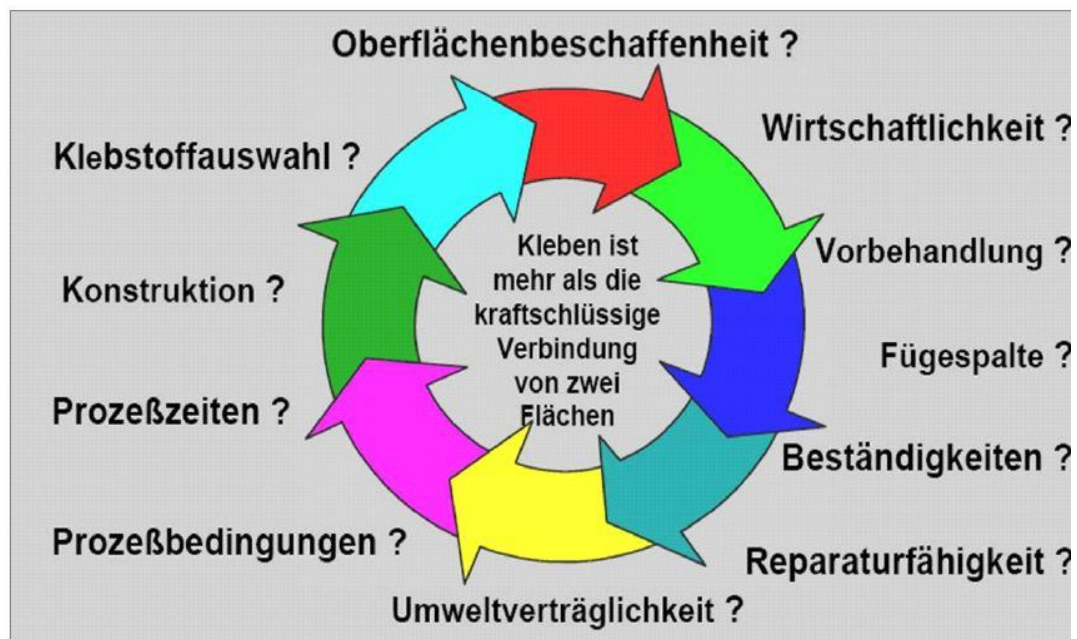 Oberflächenbeschaffenheit ?
Wirtschaftlichkeit ?
Klebstoffauswahl ?
Vorbehandlung ?
Konstruktion ?
Kleben ist
mehr als die
kraftschlüssige
Verbindung
von zwei
Flächen
Fügespalte ?
Prozeßzeiten ?
Beständigkeiten ?
Prozeßbedingungen ?
Reparaturfähigkeit ?
Umweltverträglichkeit ?